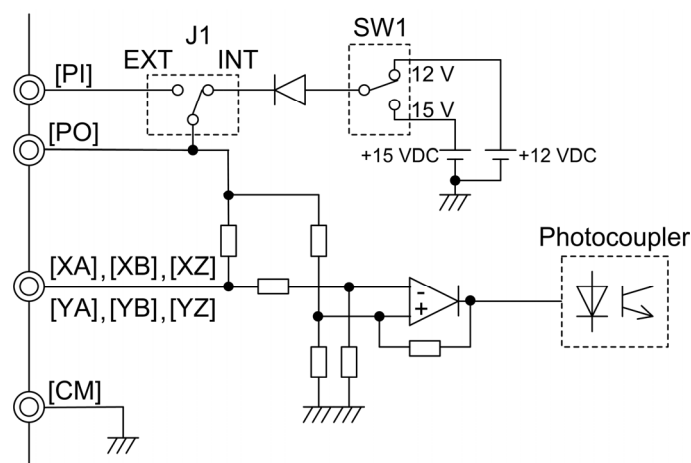 J1
SW1
EXT INT
[PI]
12 V
15 V
[PO]
+15 VDC
+12 VDC
Photocoupler
[XA], [XB], [XZ]
[YA], [YB], [YZ]
-
+
[CM]